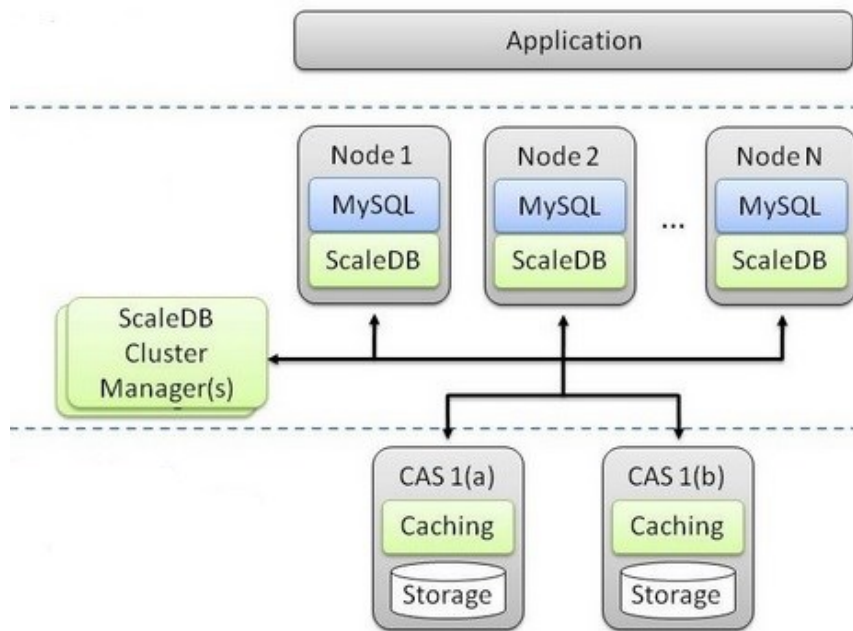 Application
Node 1
MySQL
ScaleDB
Node 2
MySQL
ScaleDB
...
Node N
MySQL
ScaleDB
ScaleDB
Cluster
Manager(s)
CAS 1(a)
Caching
Storage
CAS 1(b)
Caching
Storage